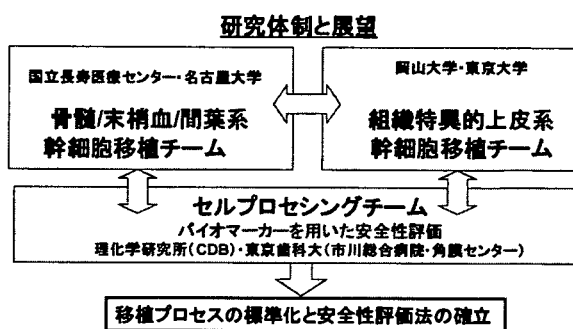 研究体制と展望
国立長寿医療センター・名古屋大学
骨髄/末梢血/間葉系
幹細胞移植チーム
岡山大学・東京大学
組織特異的上皮系
幹細胞移植チーム
セルプロセシングチーム
バイオマーカーを用いた安全性評価
理化学研究所(CDB)・東京歯科大(市川総合病院・角膜センター)
移植プロセスの標準化と安全性評価法の確立